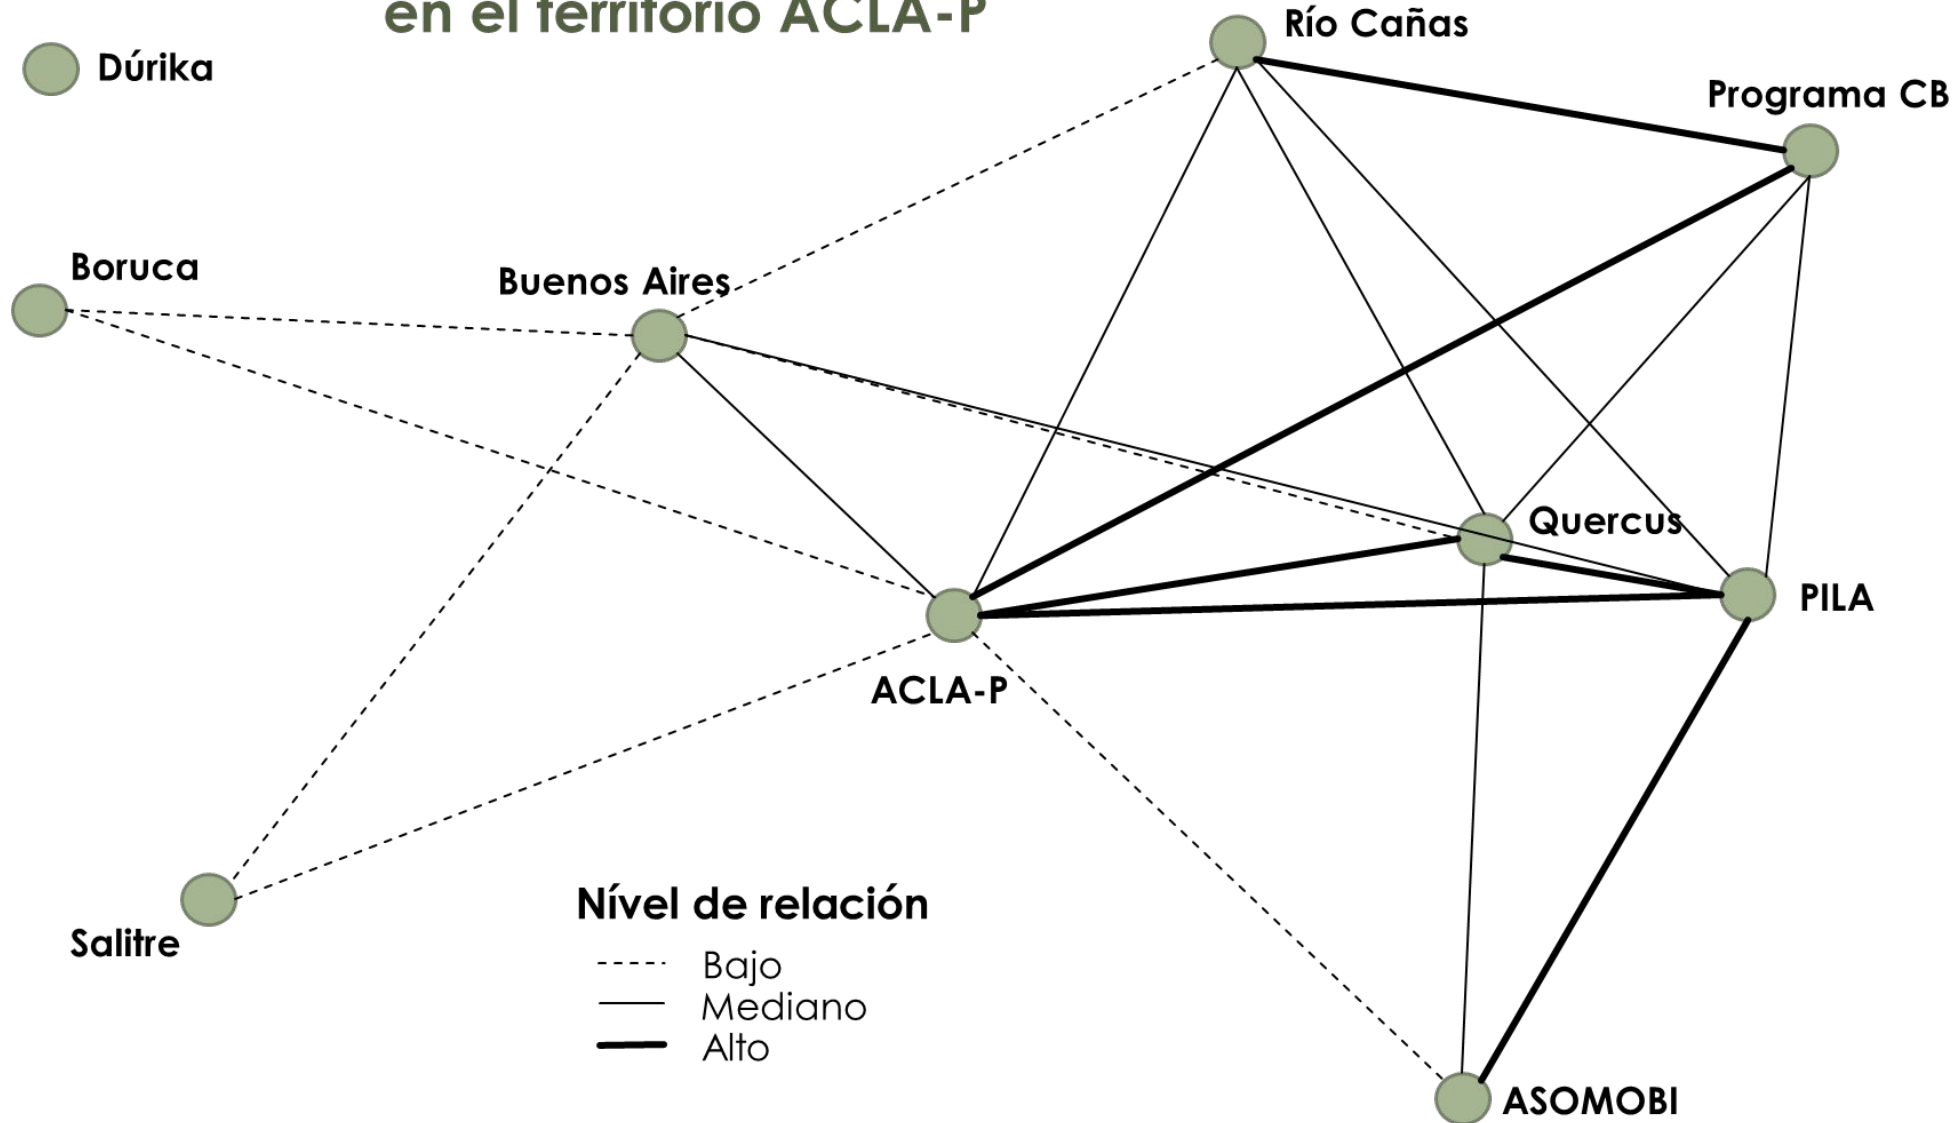 en el territorio ACLA-P
Río Cañas
Dúrika
Programa CB
Boruca
Buenos Aires
Quercus
PILA
ACLA-P
Salitre
Nível de relación
Bajo
Mediano
Alto
ASOMOBI